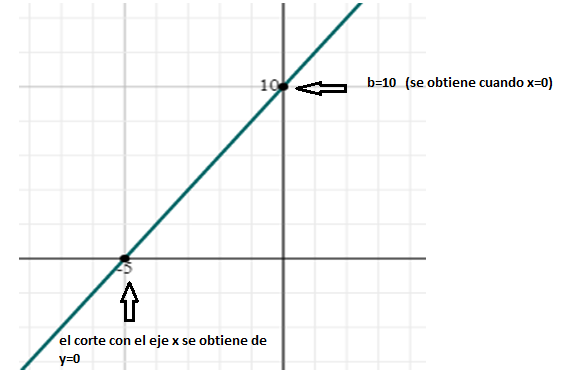 10
b=10 (se obtiene cuando x=0)
-5
el corte con el eje x se obtiene de
y=0